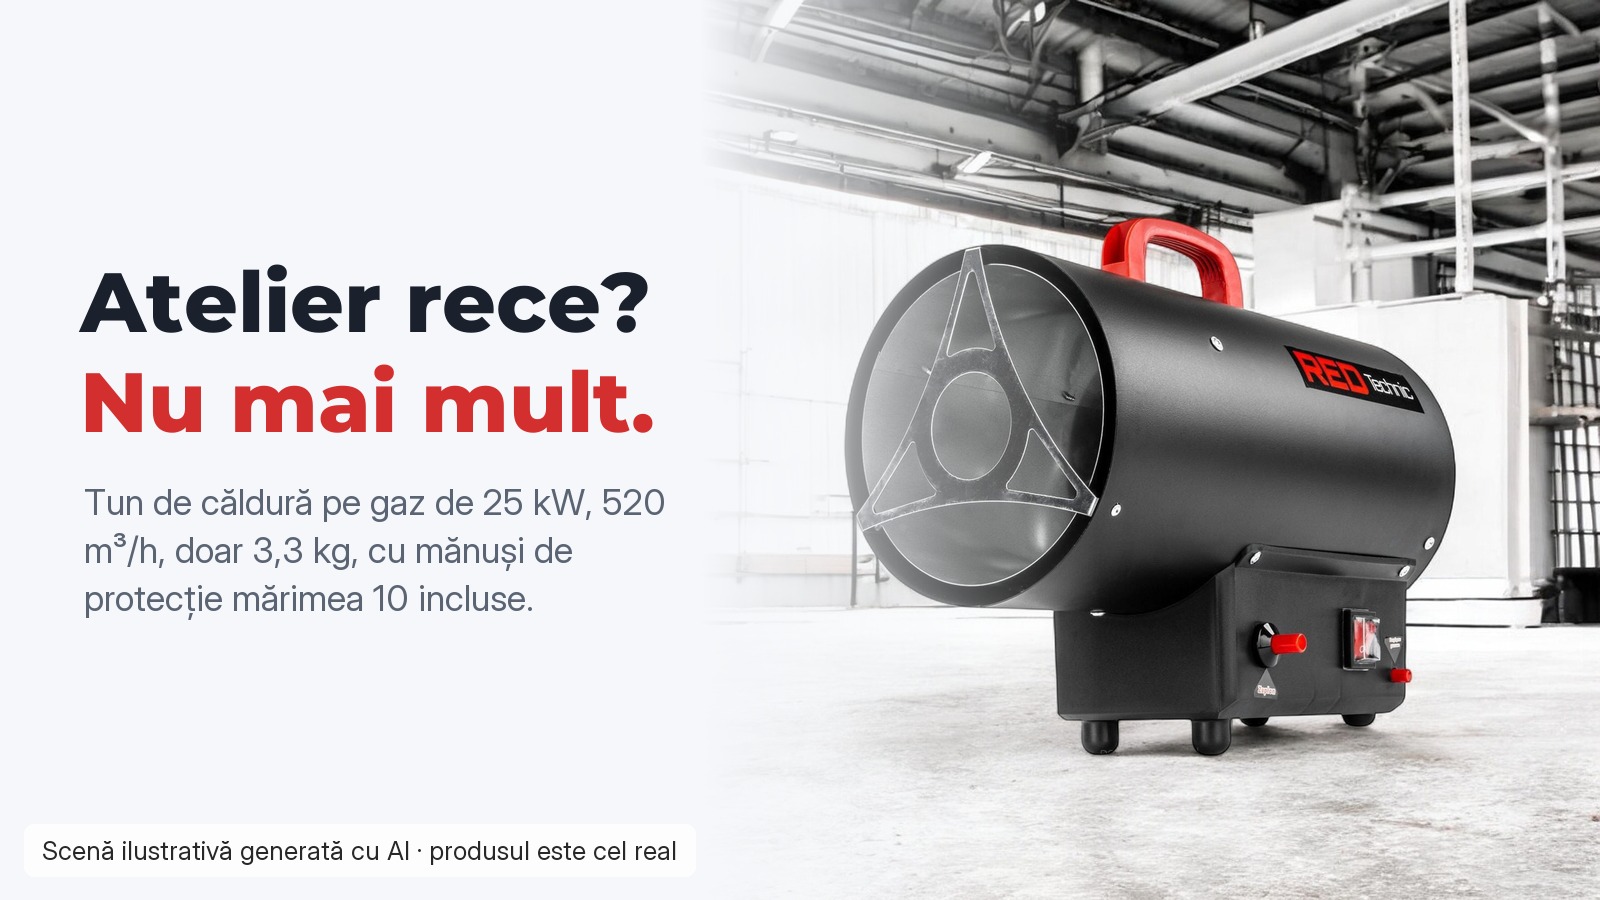 Atelier rece?
Nu mai mult.
Tun de căldură pe gaz de 25 kW, 520
m³/h, doar 3,3 kg, cu mănuși de
protecție mărimea 10 incluse.
Scenă ilustrativă generată cu AI · produsul este cel real
RED Technic